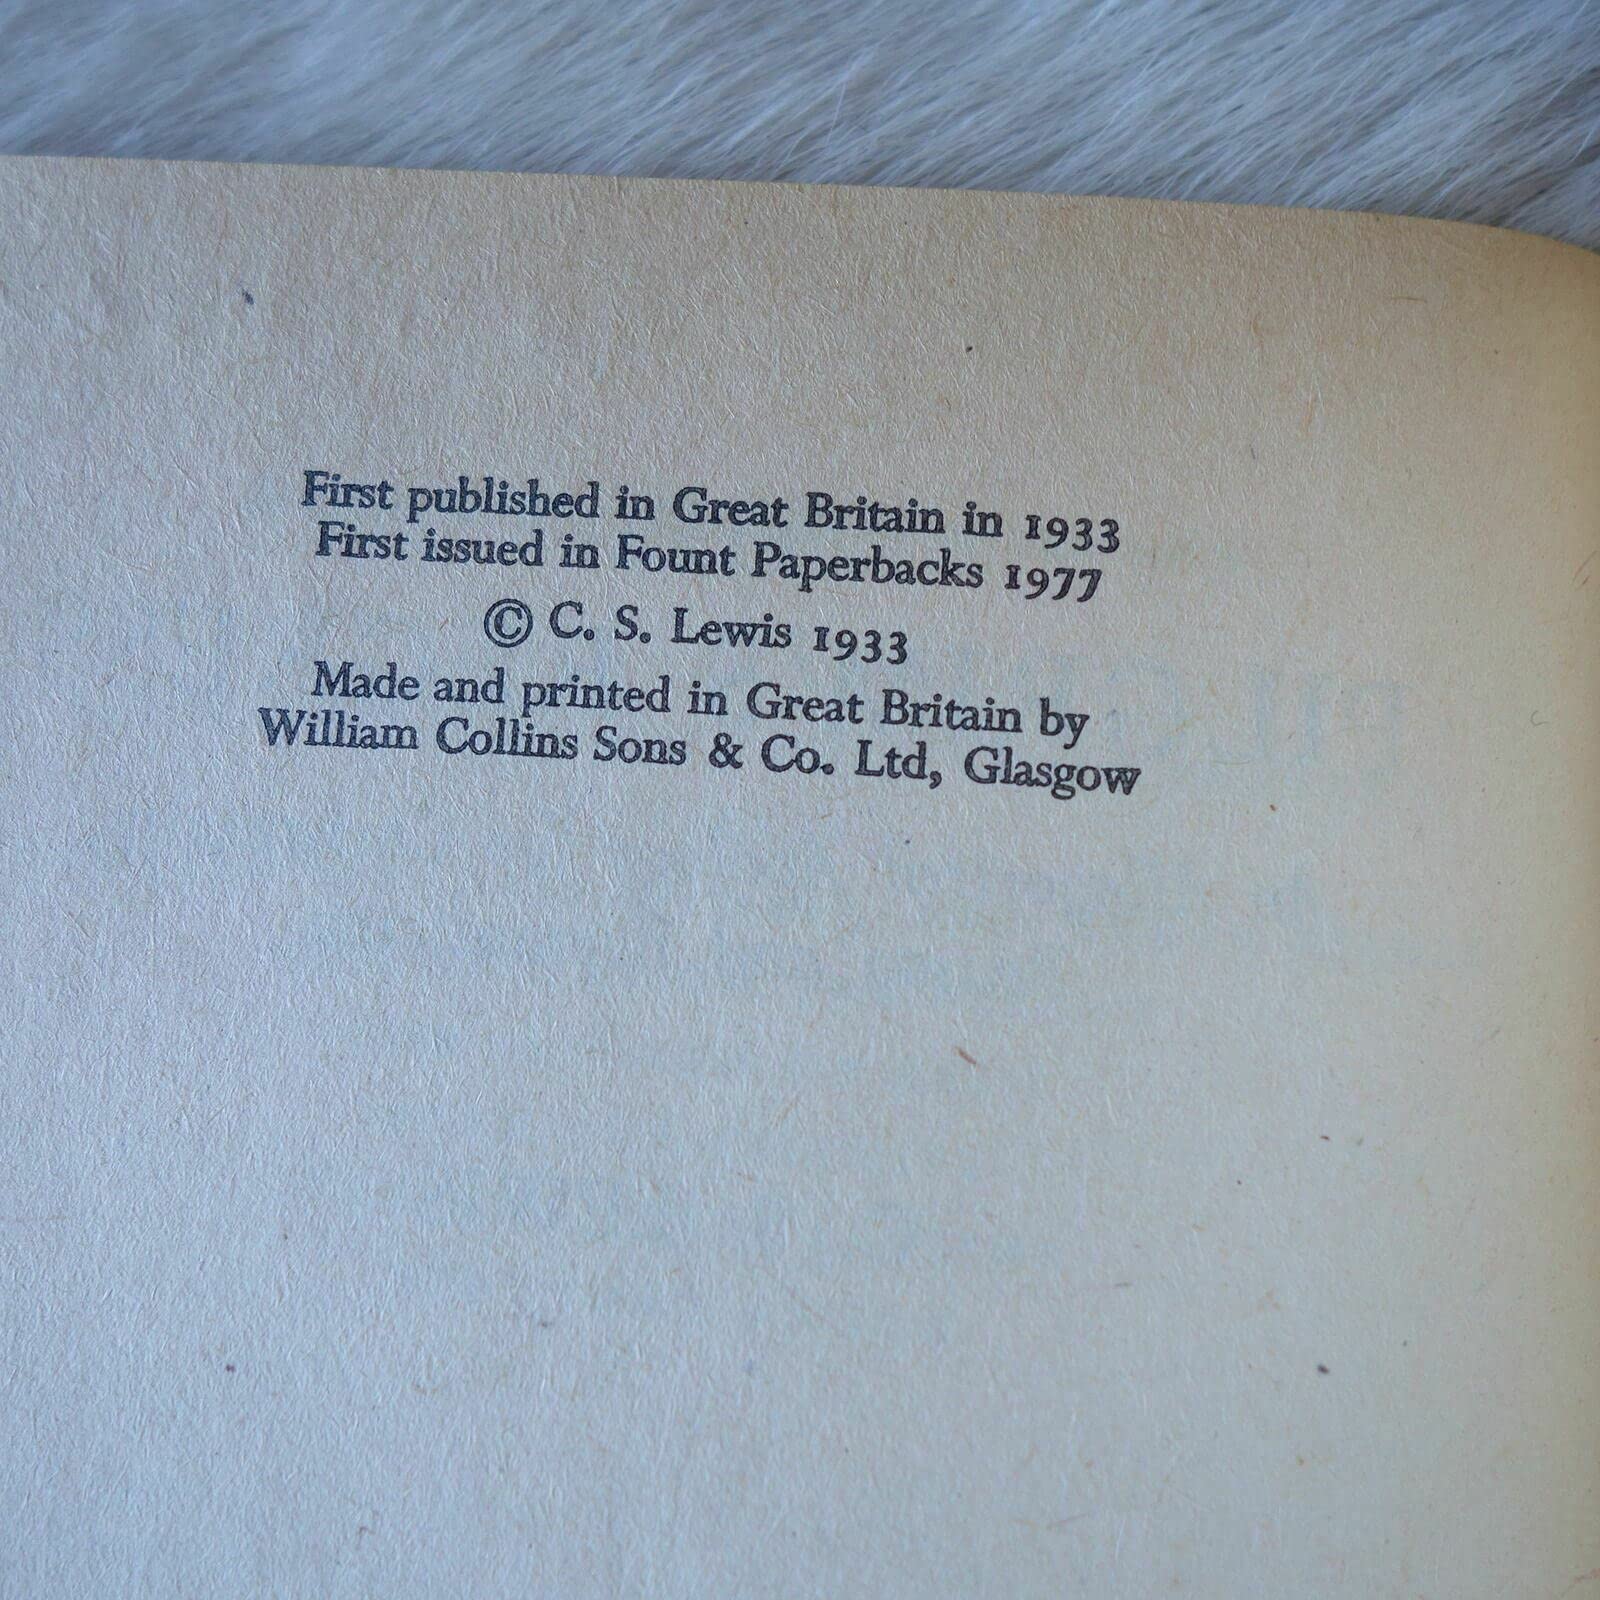 First published in Great Britain in 1933
First issued in Fount Paperbacks 1977
© C. S. Lewis 1933
Made and printed in Great Britain by
William Collins Sons & Co. Ltd, Glasgow